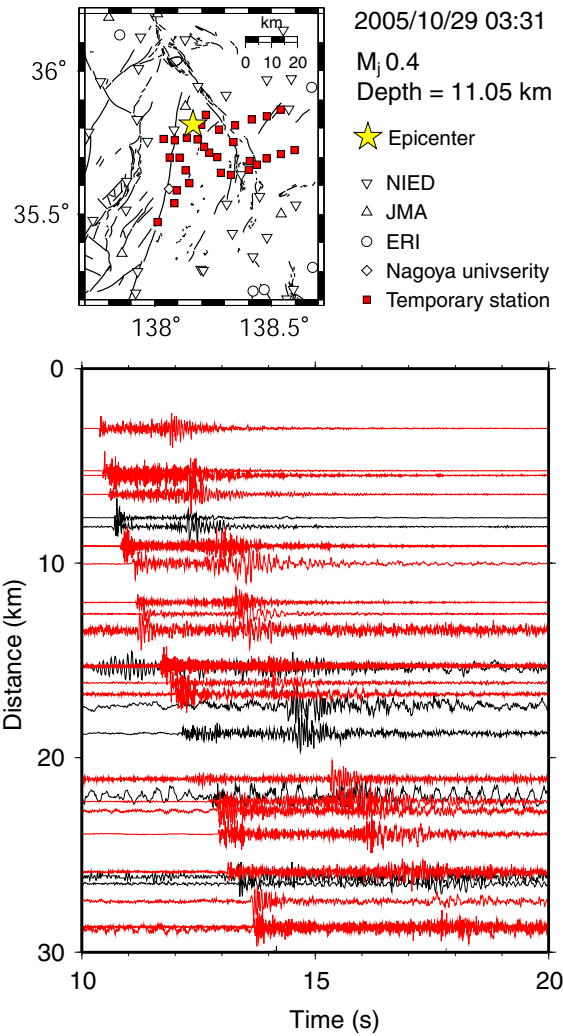 2005/10/29 03:31
km
0 10 20
36°
35.5°
138°
138.5°
Mj 0.4
Depth = 11.05 km
Epicenter
NIED
JMA
ERI
Nagoya univserity
Temporary station
0
10
20
30
Distance (km)
10
15
20
Time (s)